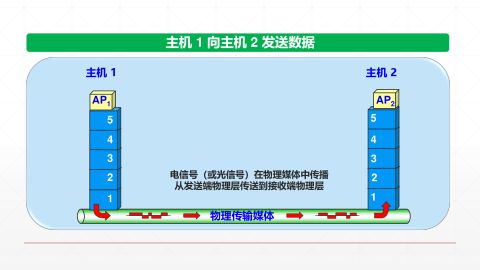 主机 1 向主机 2 发送数据
主机 1
主机 2
AP1
AP2
5
5
4
4
3
3
电信号（或光信号）在物理媒体中传播
从发送端物理层传送到接收端物理层
2
2
1
1
物理传输媒体